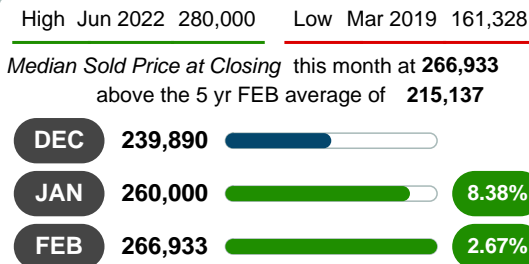 High Jun 2022 280,000 Low Mar 2019 161,328
Median Sold Price at Closing this month at 266,933
above the 5 yr FEB average of 215,137
DEC 239,890
JAN 260,000 8.38%
FEB 266,933 2.67%